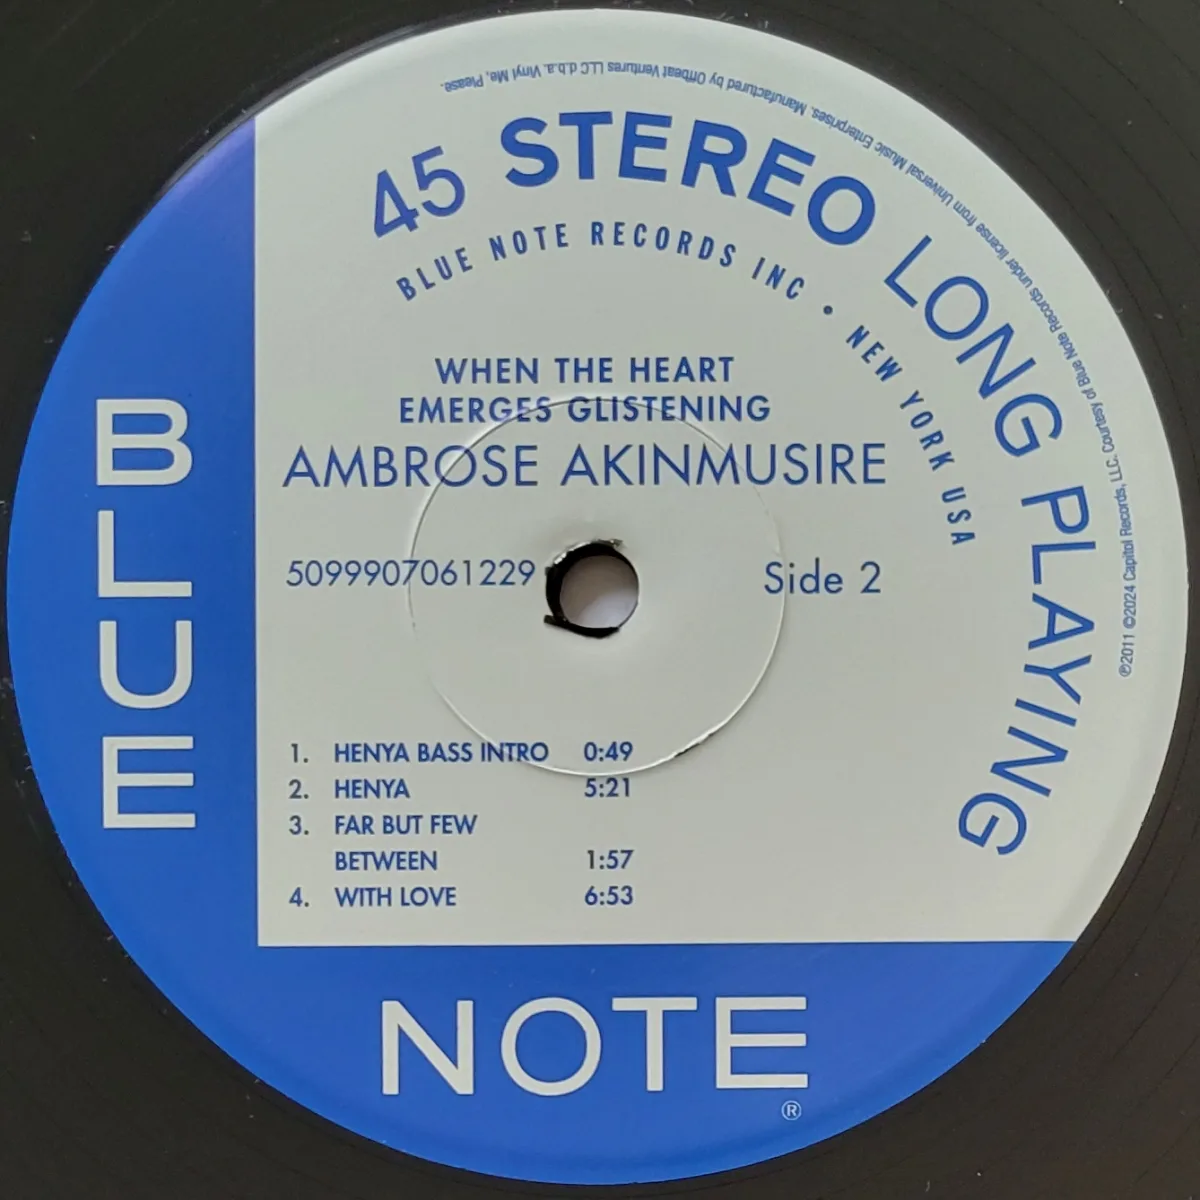 45 STEREO LONG PLAYING
BLUE NOTE RECORDS INC • NEW YORK USA
WHEN THE HEART
EMERGES GLISTENING
AMBROSE AKINMUSIRE
5099907061229
Side 2
1. HENYA BASS INTRO 0:49
2. HENYA 5:21
3. FAR BUT FEW
BETWEEN 1:57
4. WITH LOVE 6:53
BLUE
NOTE®
℗2011 ©2024 Capitol Records, LLC. Courtesy of Blue Note Records under license from Universal Music Enterprises. Manufactured by Offbeat Ventures LLC d.b.a. Vinyl Me, Please.